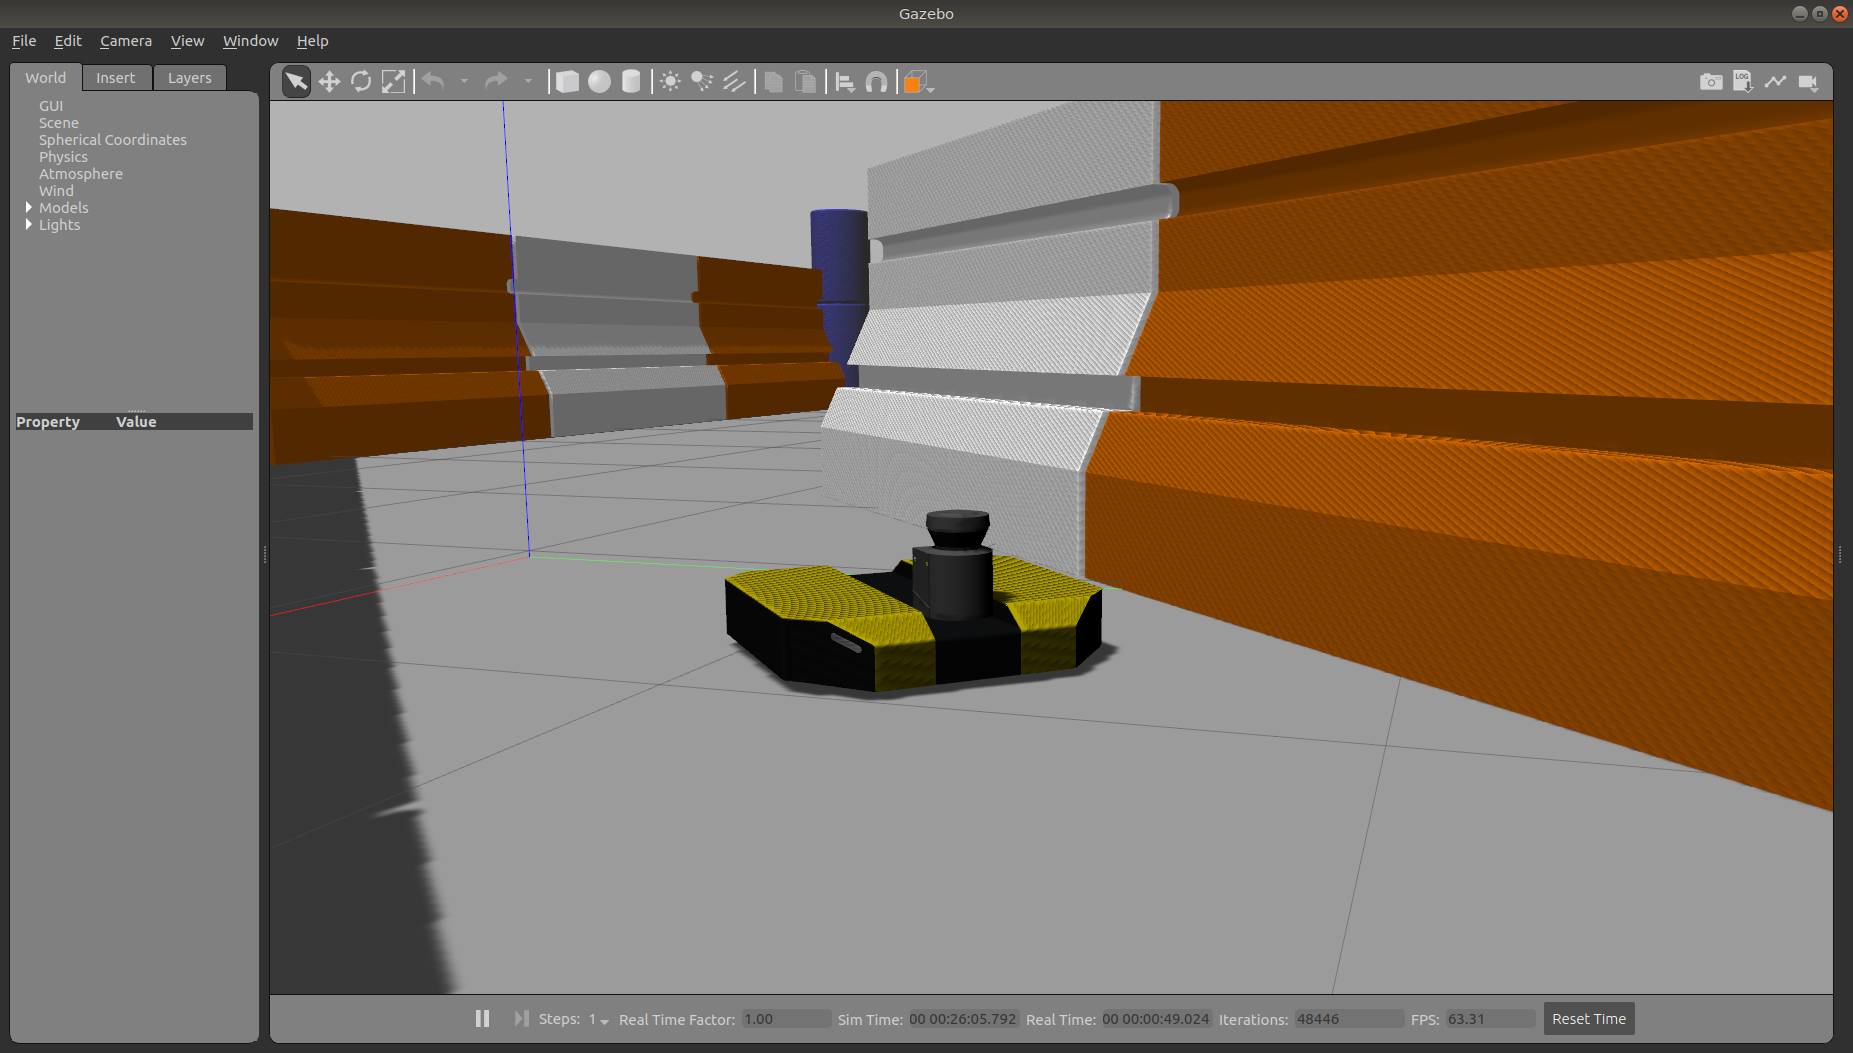 Gazebo
File Edit Camera View Window Help
World Insert Layers
LOG
GUI
Scene
Spherical Coordinates
Physics
Atmosphere
Wind
Models
Lights
Property Value
Steps: 1 Real Time Factor: 1.00 Sim Time: 00 00:26:05.792 Real Time: 00 00:00:49.024 Iterations: 48446 FPS: 63.31 Reset Time